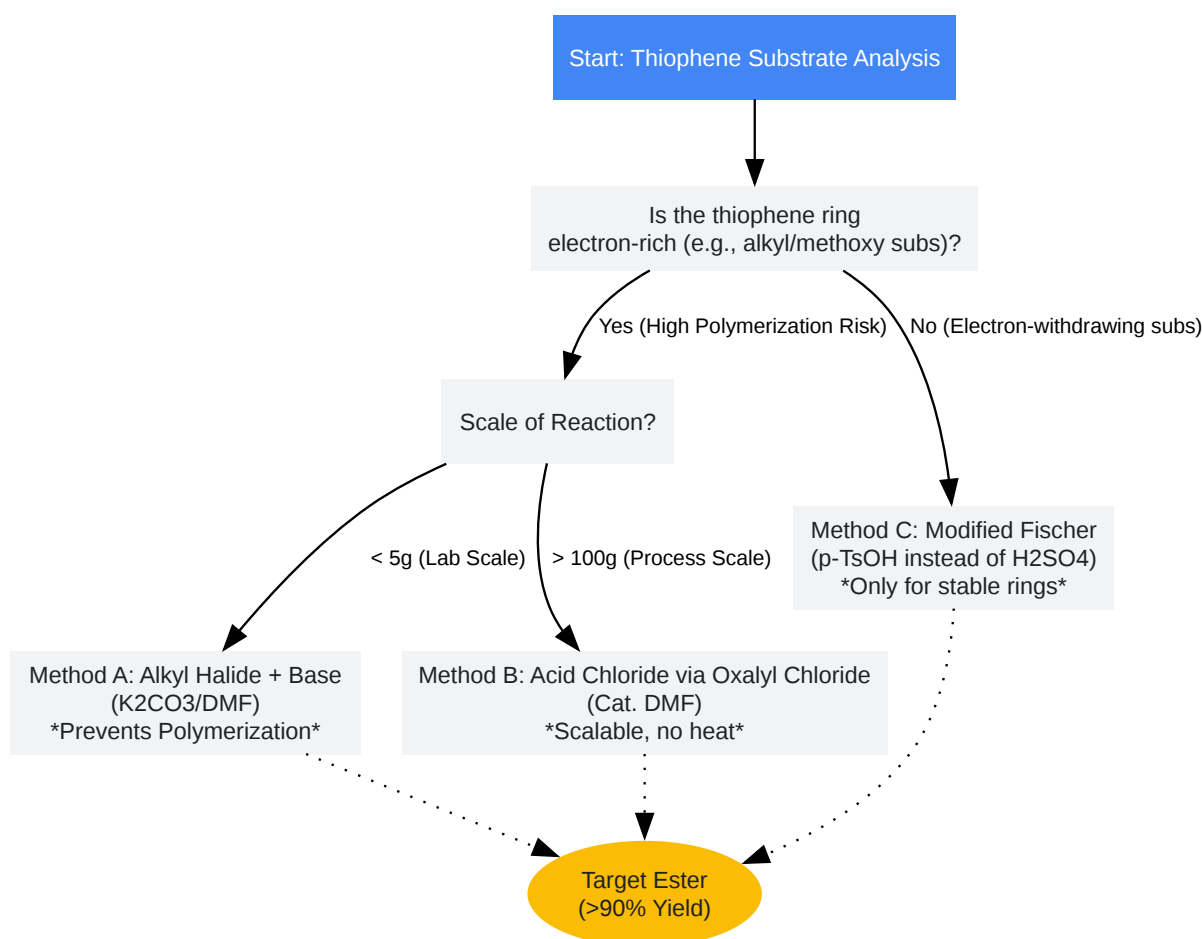 Start: Thiophene Substrate Analysis
Is the thiophene ring
electron-rich (e.g., alkyl/methoxy subs)?
Yes (High Polymerization Risk)
No (Electron-withdrawing subs)
Scale of Reaction?
Method C: Modified Fischer
(p-TsOH instead of H2SO4)
*Only for stable rings*
< 5g (Lab Scale)
> 100g (Process Scale)
Method A: Alkyl Halide + Base
(K2CO3/DMF)
*Prevents Polymerization*
Method B: Acid Chloride via Oxalyl Chloride
(Cat. DMF)
*Scalable, no heat*
Target Ester
(>90% Yield)